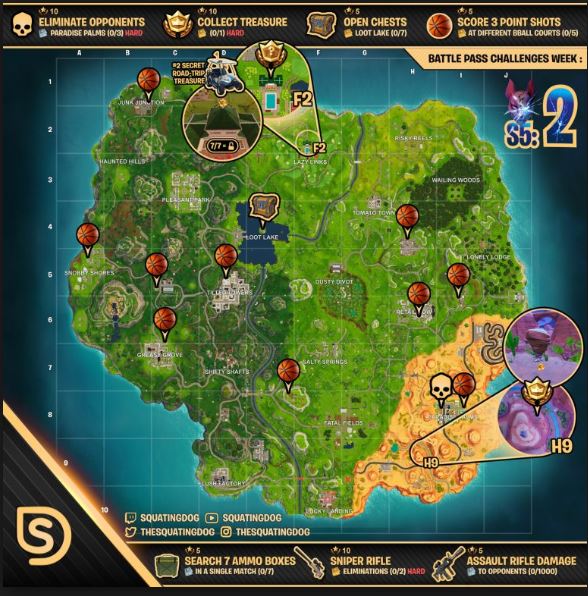 10
ELIMINATE OPPONENTS
PARADISE PALMS (0/3) HARD
10
COLLECT TREASURE
(0/1) HARD
5
OPEN CHESTS
LOOT LAKE (0/7)
5
SCORE 3 POINT SHOTS
AT DIFFERENT BBALL COURTS (0/5)
BATTLE PASS CHALLENGES WEEK :
S5: 2
A B C D F G H I J
1
2
3
4
5
6
7
8
9
10
#2 SECRET
ROAD-TRIP
TREASURE
7/7 =
F2
F2
JUNK JUNCTION
HAUNTED HILLS
PLEASANT PARK
LAZY LINKS
RISKY REELS
WAILING WOODS
TOMATO TOWN
LOOT LAKE
SNOBBY SHORES
LONELY LODGE
DUSTY DIVOT
TILTED TOWERS
RETAIL ROW
GREASY GROVE
SHIFTY SHAFTS
SALTY SPRINGS
PARADISE PALMS
FATAL FIELDS
FLUSH FACTORY
LUCKY LANDING
H9
H9
SQUATINGDOG
SQUATINGDOG
THESQUATINGDOG
THESQUATINGDOG
5
SEARCH 7 AMMO BOXES
IN A SINGLE MATCH (0/7)
10
SNIPER RIFLE
ELIMINATIONS (0/2) HARD
5
ASSAULT RIFLE DAMAGE
TO OPPONENTS (0/1000)